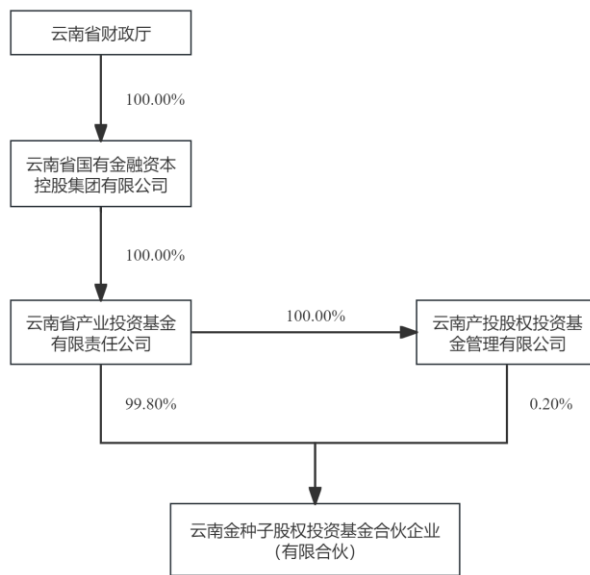 云南省财政厅
100.00%
云南省国有金融资本
控股集团有限公司
100.00%
云南省产业投资基金
有限责任公司
100.00%
云南产投股权投资基
金管理有限公司
99.80%
0.20%
云南金种子股权投资基金合伙企业
（有限合伙）